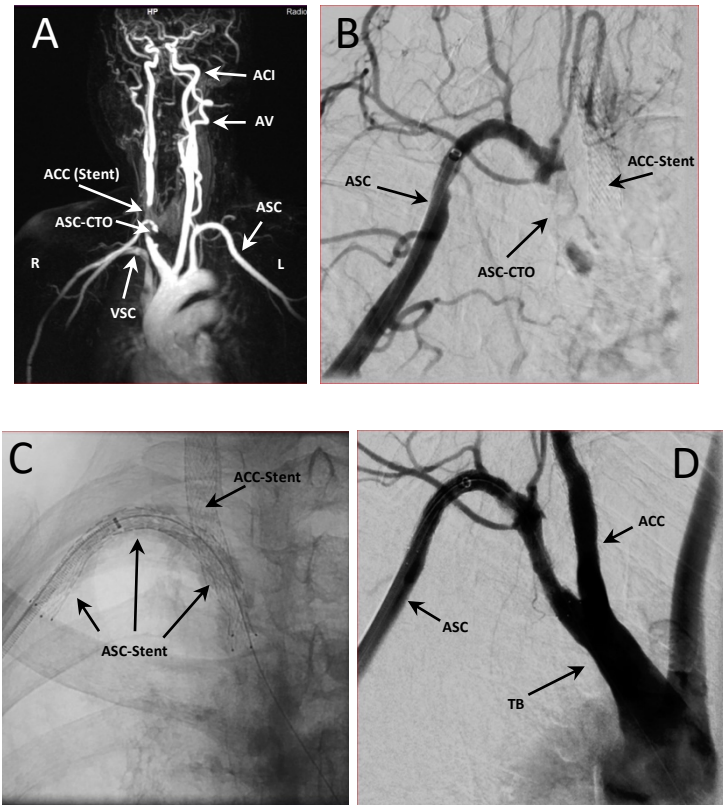 A
HP
Radio
ACI
AV
ACC (Stent)
ASC-CTO
ASC
R
L
VSC
B
ASC
ACC-Stent
ASC-CTO
C
ACC-Stent
ASC-Stent
D
ACC
ASC
TB